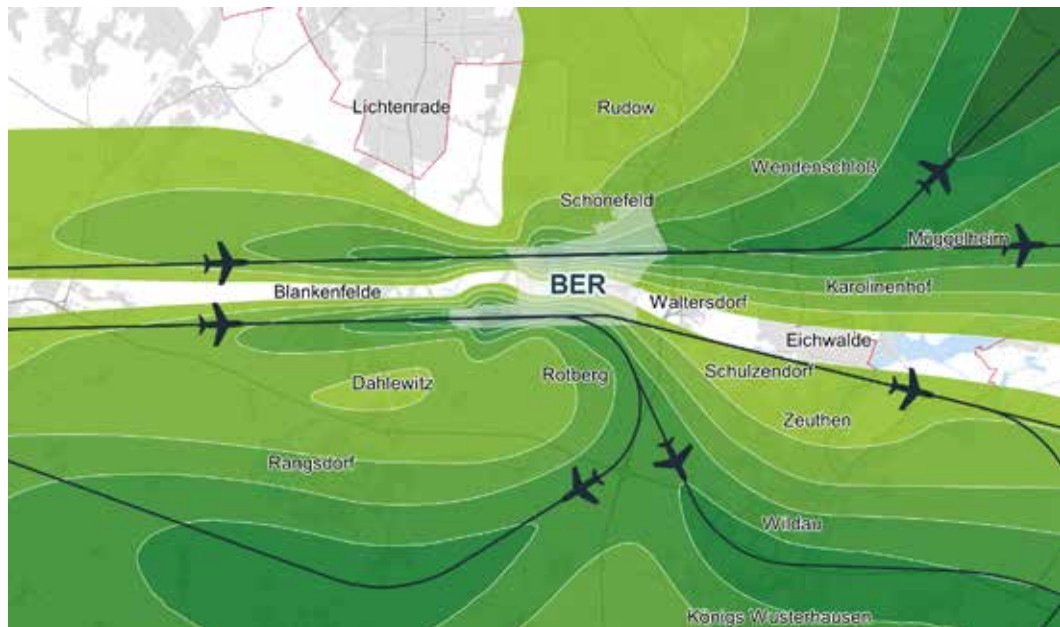 Lichtenrade
Rudow
Wendenschloß
Schönefeld
Müggelheim
BER
Blankenfelde
Karolinenhof
Waltersdorf
Eichwalde
Dahlewitz
Rotberg
Schulzendorf
Zeuthen
Rangsdorf
Wildau
Königs Wusterhausen